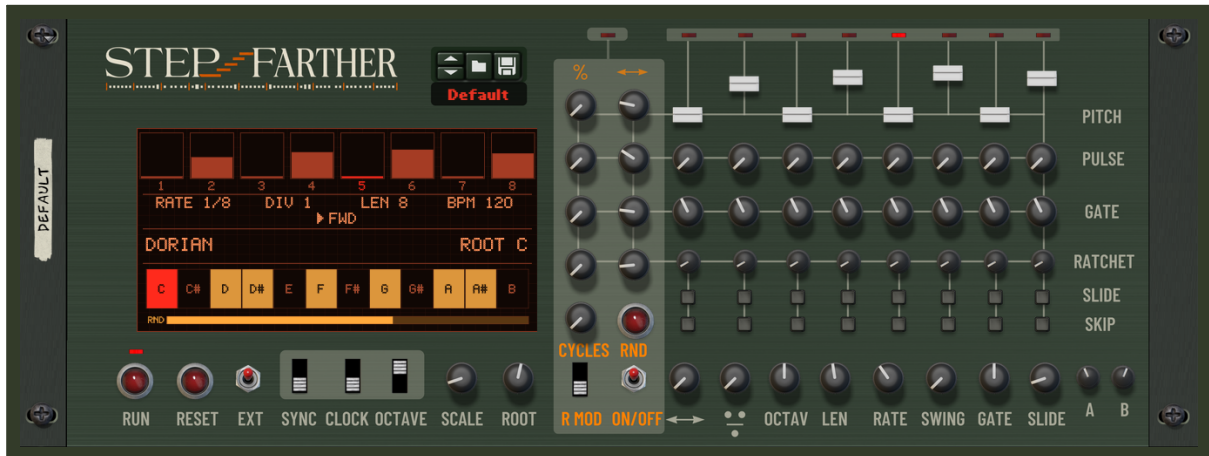 STEP FARTHER
Default
DEFAULT
1 2 3 4 5 6 7 8
RATE 1/8 DIV 1 LEN 8 BPM 120
FWD
DORIAN ROOT C
C C# D D# E F F# G G# A A# B
RND
%
PITCH
PULSE
GATE
RATCHET
SLIDE
SKIP
CYCLES RND
RUN RESET EXT SYNC CLOCK OCTAVE SCALE ROOT
R MOD ON/OFF
OCTAV LEN RATE SWING GATE SLIDE A B